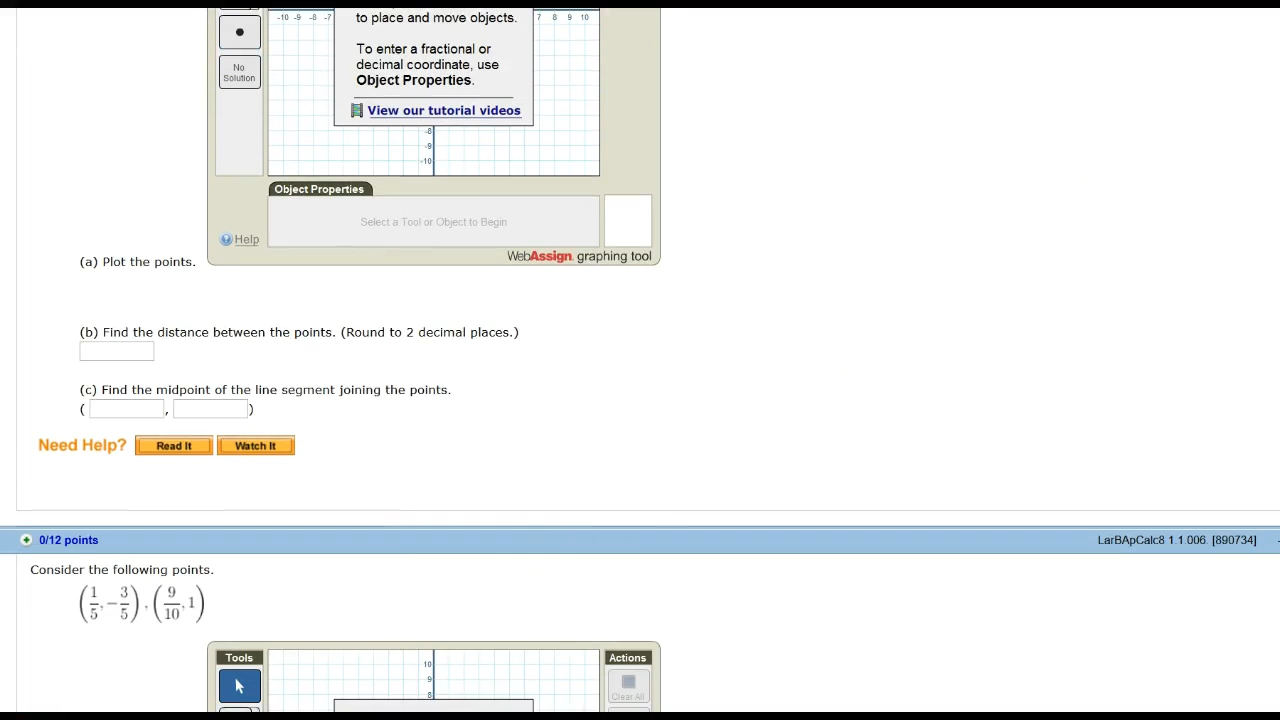 -10 -9 -8 -7
7 8 9 10
to place and move objects.
No
Solution
To enter a fractional or
decimal coordinate, use
Object Properties.
View our tutorial videos
-8
-9
-10
Object Properties
Select a Tool or Object to Begin
Help
WebAssign. graphing tool
(a) Plot the points.
(b) Find the distance between the points. (Round to 2 decimal places.)
(c) Find the midpoint of the line segment joining the points.
( , )
Need Help? Read It Watch It
0/12 points
LarBApCalc8 1.1.006. [890734]
Consider the following points.
(1/5, -3/5), (9/10, 1)
Tools
10
9
8
Actions
Clear All